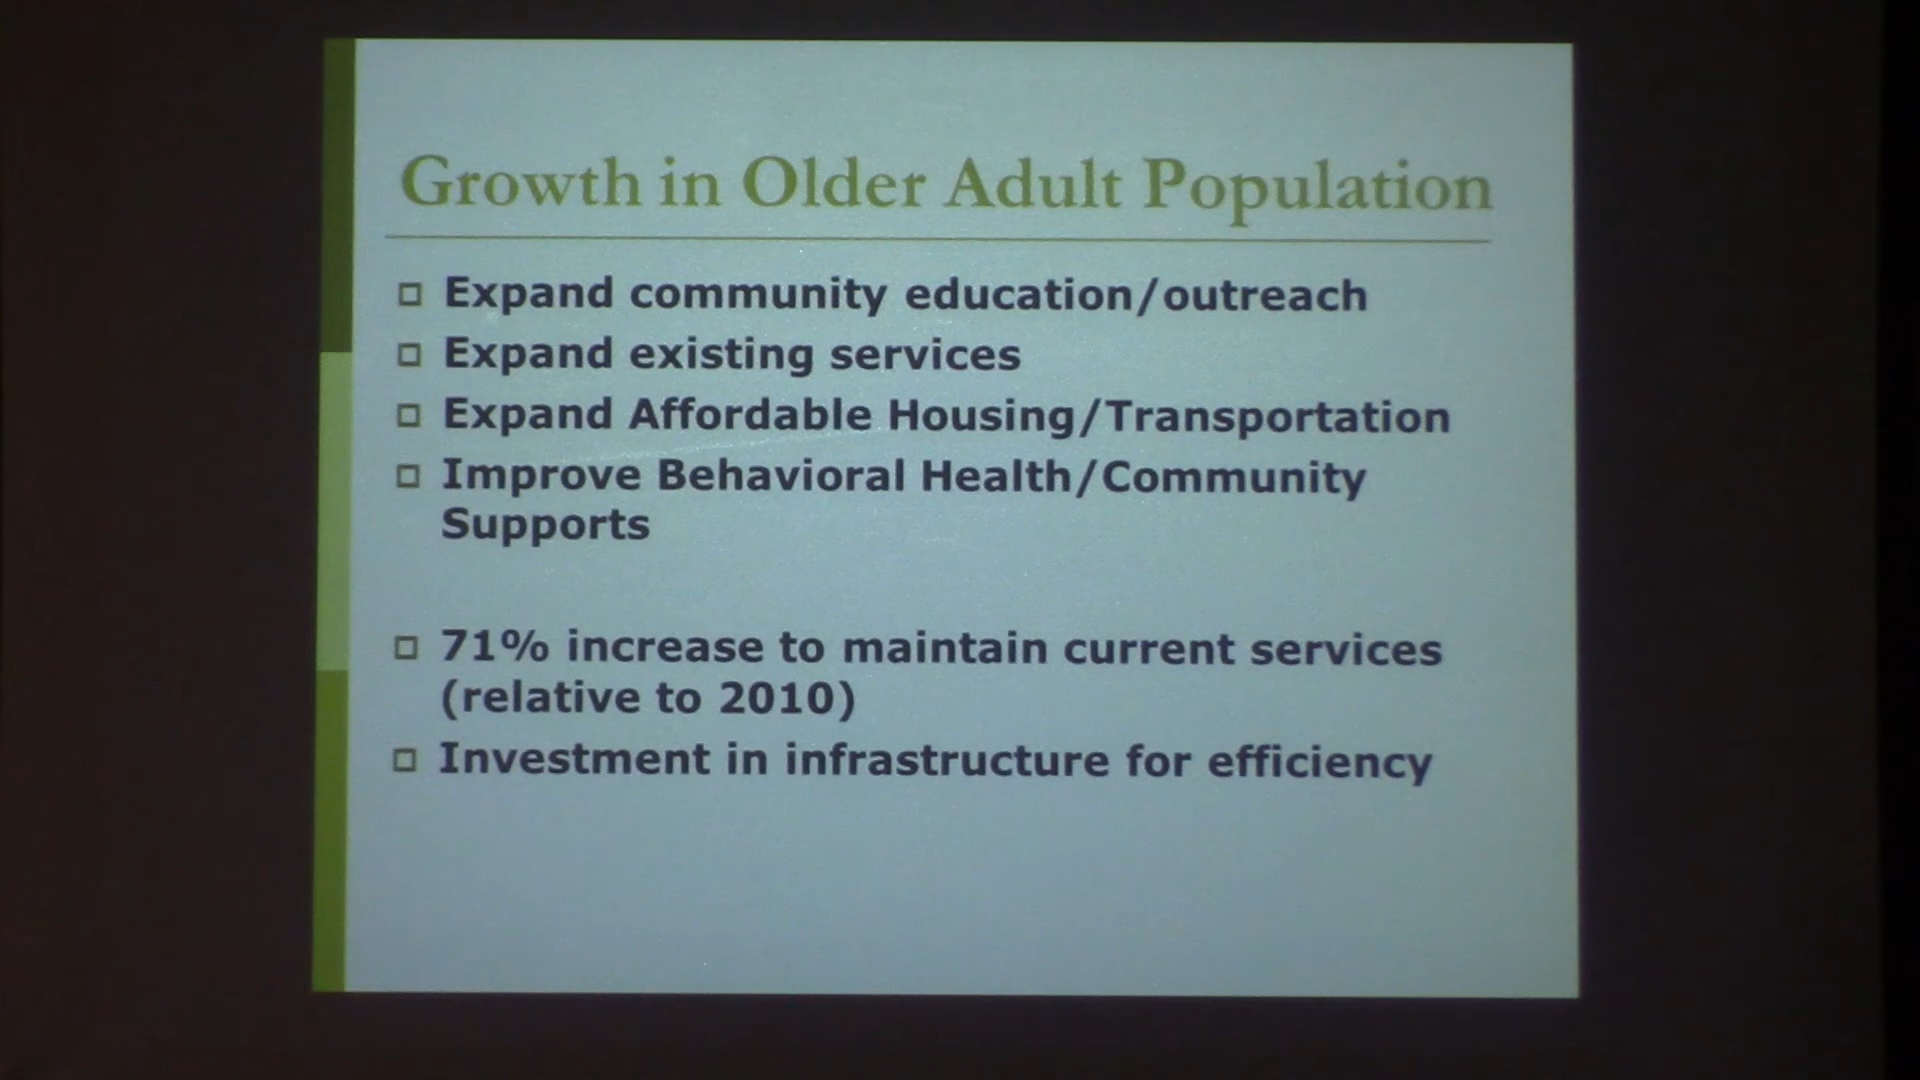 Growth in Older Adult Population
Expand community education/outreach
Expand existing services
Expand Affordable Housing/Transportation
Improve Behavioral Health/Community
Supports
71% increase to maintain current services
(relative to 2010)
Investment in infrastructure for efficiency